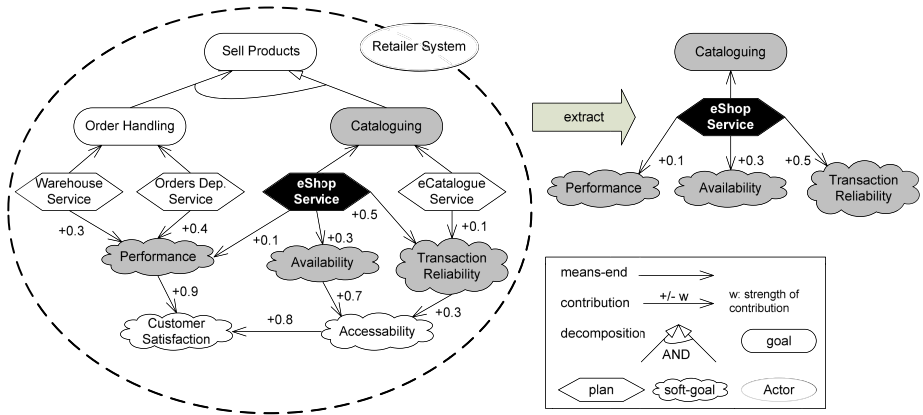 Sell Products
Retailer System
Order Handling
Cataloguing
Warehouse
Service
Orders Dep.
Service
eShop
Service
eCatalogue
Service
+0.3
+0.4
+0.1
+0.3
+0.5
+0.1
Performance
Availability
Transaction
Reliability
+0.9
+0.7
+0.3
Customer
Satisfaction
+0.8
Accessability
extract
Cataloguing
eShop
Service
+0.1
+0.3
+0.5
Performance
Availability
Transaction
Reliability
means-end
contribution
+/- w
w: strength of
contribution
decomposition
AND
goal
plan
soft-goal
Actor